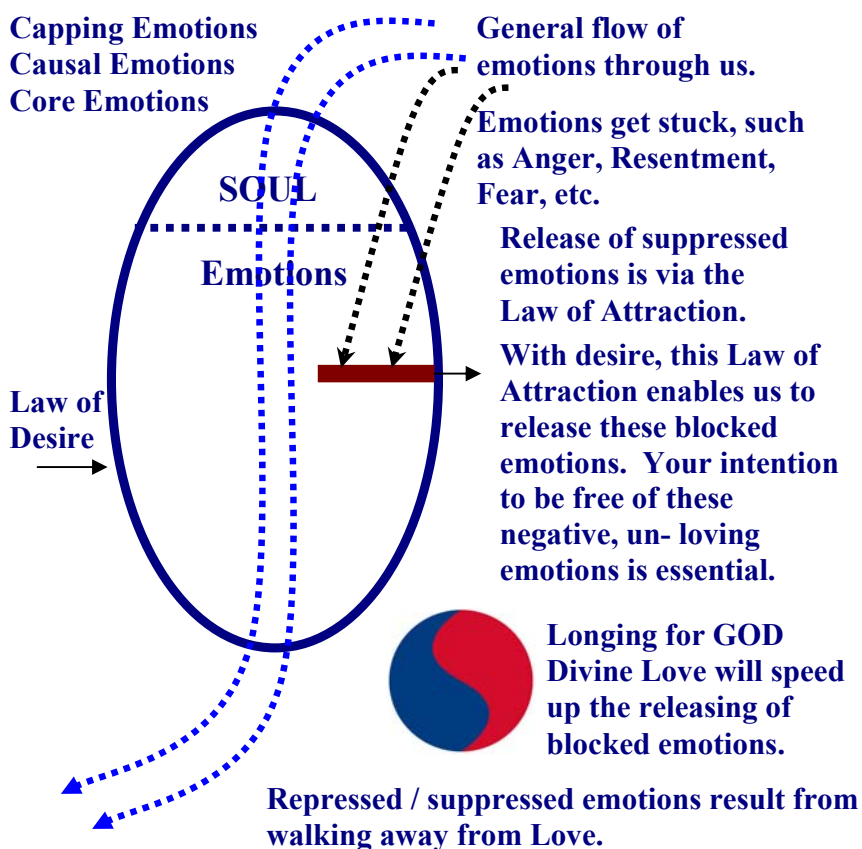 Capping Emotions
Causal Emotions
Core Emotions
General flow of
emotions through us.
Emotions get stuck, such
as Anger, Resentment,
Fear, etc.
SOUL
Emotions
Release of suppressed
emotions is via the
Law of Attraction.
With desire, this Law of
Attraction enables us to
release these blocked
emotions. Your intention
to be free of these
negative, un- loving
emotions is essential.
Law of
Desire
Longing for GOD
Divine Love will speed
up the releasing of
blocked emotions.
Repressed / suppressed emotions result from
walking away from Love.